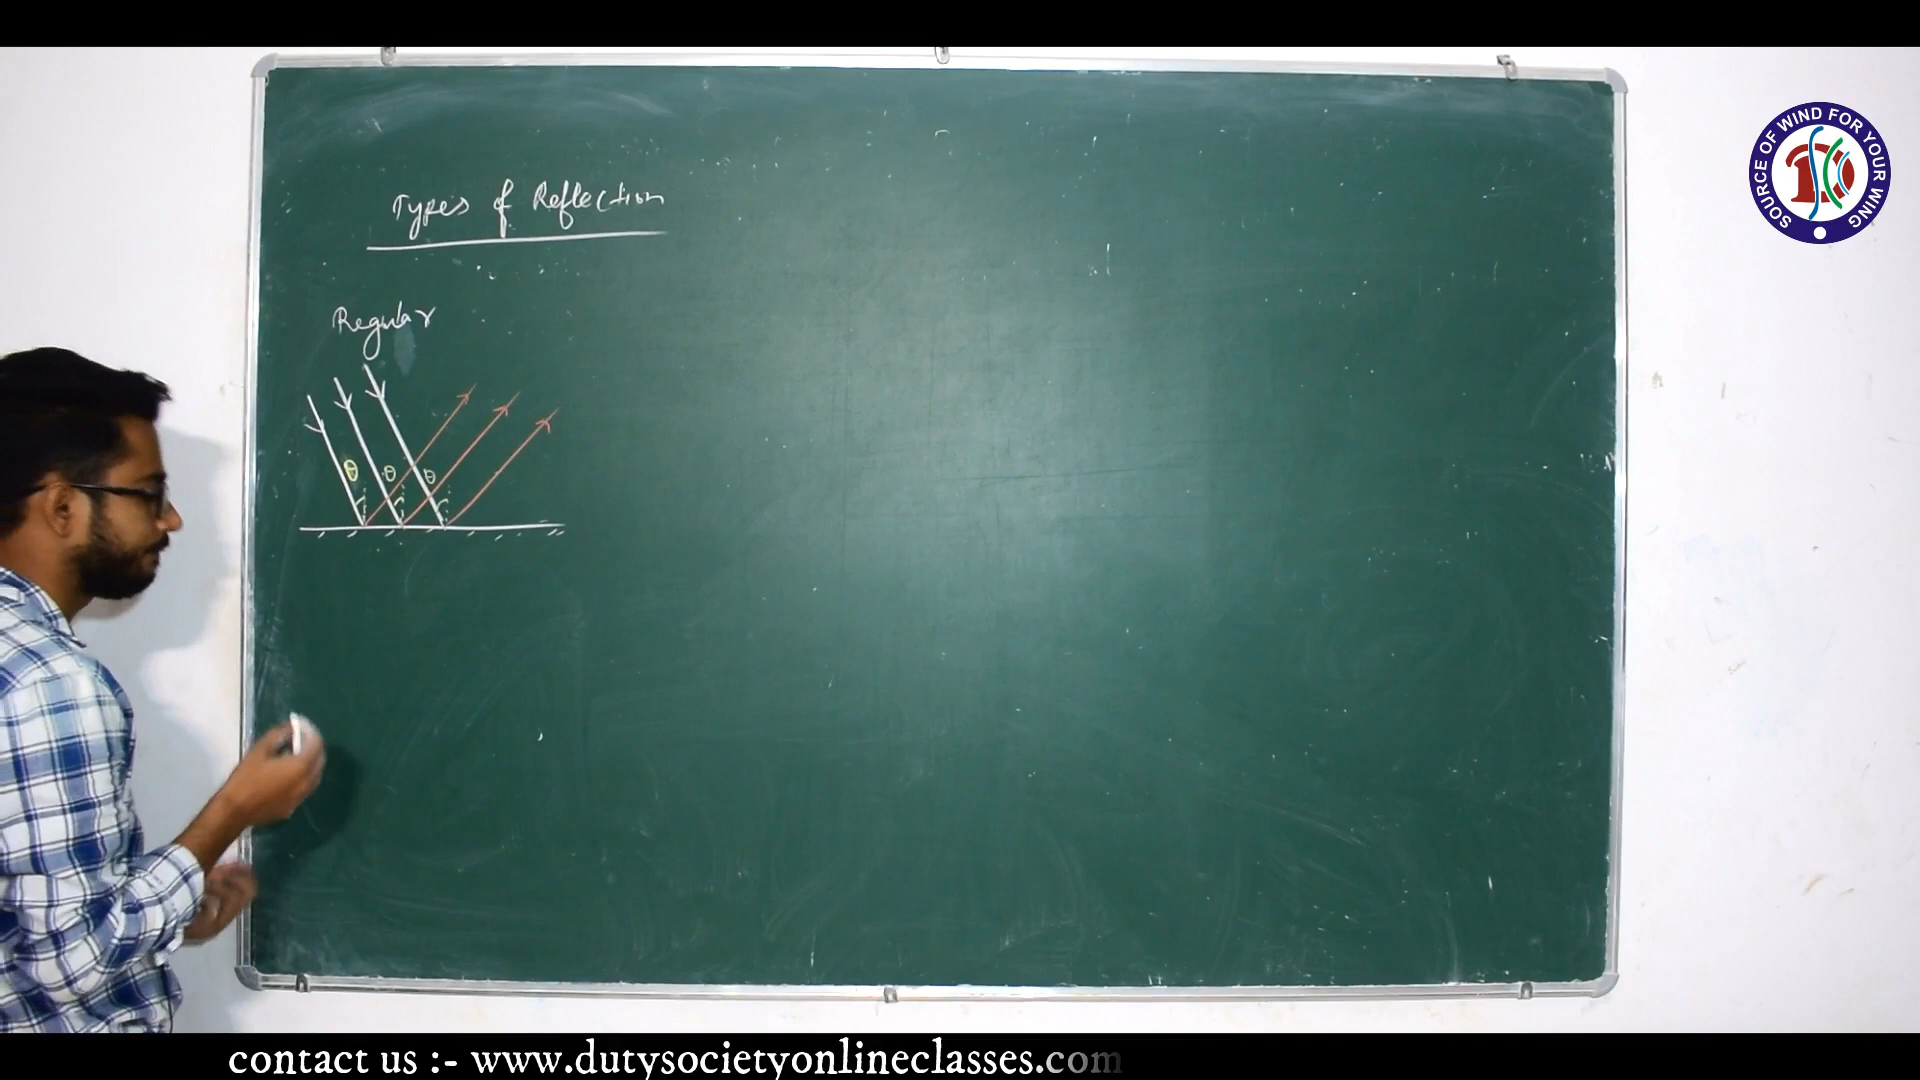 SOURCE OF WIND FOR YOUR WING
Types of Reflection
Regular
θ θ θ
contact us :- www.dutysocietyonlineclasses.com